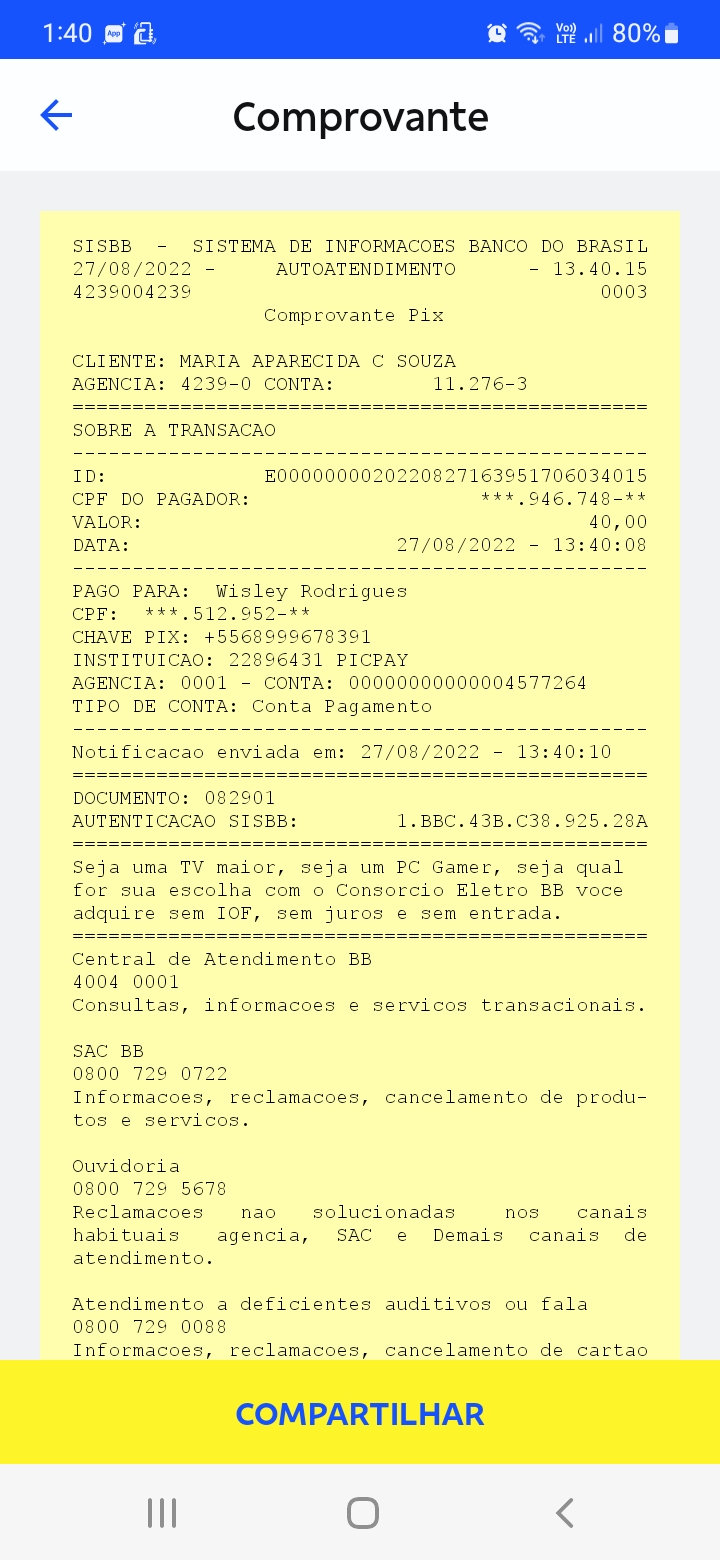 1:40 App Vo)) LTE 80%
Comprovante
SISBB - SISTEMA DE INFORMACOES BANCO DO BRASIL
27/08/2022 - AUTOATENDIMENTO - 13.40.15
4239004239 0003
Comprovante Pix
CLIENTE: MARIA APARECIDA C SOUZA
AGENCIA: 4239-0 CONTA: 11.276-3
================================================
SOBRE A TRANSACAO
------------------------------------------------
ID: E0000000020220827163951706034015
CPF DO PAGADOR: ***.946.748-**
VALOR: 40,00
DATA: 27/08/2022 - 13:40:08
------------------------------------------------
PAGO PARA: Wisley Rodrigues
CPF: ***.512.952-**
CHAVE PIX: +5568999678391
INSTITUICAO: 22896431 PICPAY
AGENCIA: 0001 - CONTA: 00000000000004577264
TIPO DE CONTA: Conta Pagamento
------------------------------------------------
Notificacao enviada em: 27/08/2022 - 13:40:10
================================================
DOCUMENTO: 082901
AUTENTICACAO SISBB: 1.BBC.43B.C38.925.28A
================================================
Seja uma TV maior, seja um PC Gamer, seja qual
for sua escolha com o Consorcio Eletro BB voce
adquire sem IOF, sem juros e sem entrada.
================================================
Central de Atendimento BB
4004 0001
Consultas, informacoes e servicos transacionais.
SAC BB
0800 729 0722
Informacoes, reclamacoes, cancelamento de produ-
tos e servicos.
Ouvidoria
0800 729 5678
Reclamacoes nao solucionadas nos canais
habituais agencia, SAC e Demais canais de
atendimento.
Atendimento a deficientes auditivos ou fala
0800 729 0088
Informacoes, reclamacoes, cancelamento de cartao
COMPARTILHAR